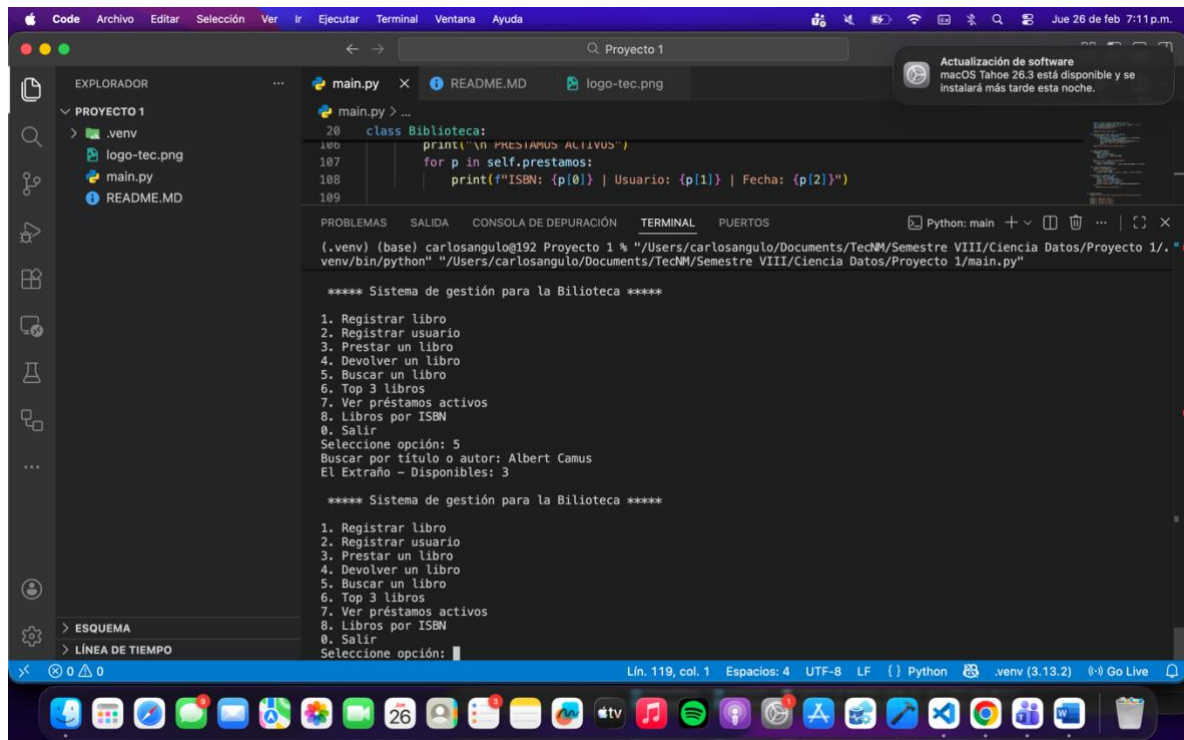 Code Archivo Editar Selección Ver Ir Ejecutar Terminal Ventana Ayuda Jue 26 de feb 7:11 p.m.
Proyecto 1
Actualización de software
macOS Tahoe 26.3 está disponible y se
instalará más tarde esta noche.
EXPLORADOR
PROYECTO 1
.venv
logo-tec.png
main.py
README.MD
ESQUEMA
LÍNEA DE TIEMPO
main.py README.MD logo-tec.png
main.py > ...
20 class Biblioteca:
106 print("\n PRESTAMOS ACTIVOS")
107 for p in self.prestamos:
108 print(f"ISBN: {p[0]} | Usuario: {p[1]} | Fecha: {p[2]}")
109
PROBLEMAS SALIDA CONSOLA DE DEPURACIÓN TERMINAL PUERTOS Python: main
(.venv) (base) carlosangulo@192 Proyecto 1 % "/Users/carlosangulo/Documents/TecNM/Semestre VIII/Ciencia Datos/Proyecto 1/.
venv/bin/python" "/Users/carlosangulo/Documents/TecNM/Semestre VIII/Ciencia Datos/Proyecto 1/main.py"
***** Sistema de gestión para la Bilioteca *****
1. Registrar libro
2. Registrar usuario
3. Prestar un libro
4. Devolver un libro
5. Buscar un libro
6. Top 3 libros
7. Ver préstamos activos
8. Libros por ISBN
0. Salir
Seleccione opción: 5
Buscar por título o autor: Albert Camus
El Extraño – Disponibles: 3
***** Sistema de gestión para la Bilioteca *****
1. Registrar libro
2. Registrar usuario
3. Prestar un libro
4. Devolver un libro
5. Buscar un libro
6. Top 3 libros
7. Ver préstamos activos
8. Libros por ISBN
0. Salir
Seleccione opción:
0 0 Lín. 119, col. 1 Espacios: 4 UTF-8 LF {} Python .venv (3.13.2) Go Live
26 3 tv